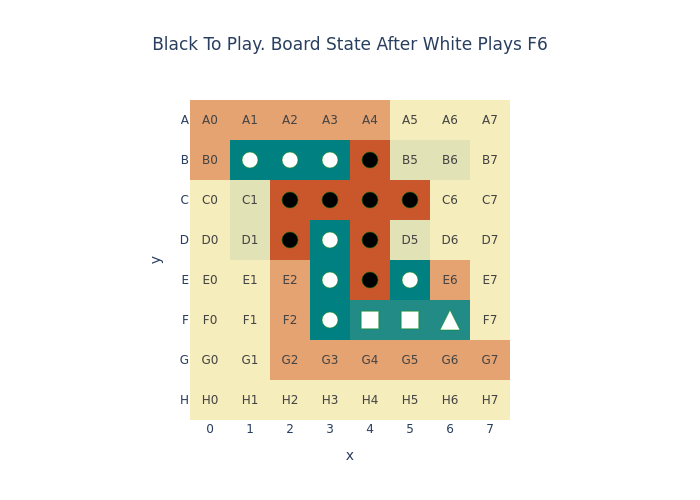 Black To Play. Board State After White Plays F6
A A0 A1 A2 A3 A4 A5 A6 A7
B B0 B5 B6 B7
C C0 C1 C6 C7
D D0 D1 D5 D6 D7
y
E E0 E1 E2 E6 E7
F F0 F1 F2 F7
G G0 G1 G2 G3 G4 G5 G6 G7
H H0 H1 H2 H3 H4 H5 H6 H7
0 1 2 3 4 5 6 7
x